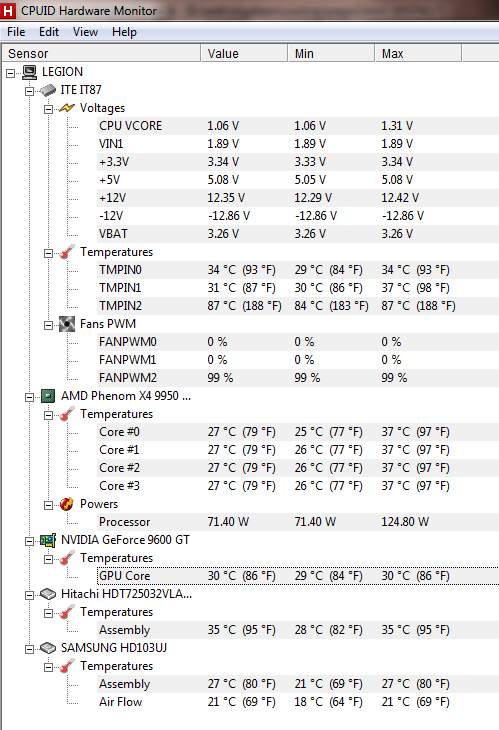 CPUID Hardware Monitor
File Edit View Help
Sensor Value Min Max
LEGION
ITE IT87
Voltages
CPU VCORE 1.06 V 1.06 V 1.31 V
VIN1 1.89 V 1.89 V 1.89 V
+3.3V 3.34 V 3.33 V 3.34 V
+5V 5.08 V 5.05 V 5.08 V
+12V 12.35 V 12.29 V 12.42 V
-12V -12.86 V -12.86 V -12.86 V
VBAT 3.26 V 3.26 V 3.26 V
Temperatures
TMPIN0 34 °C (93 °F) 29 °C (84 °F) 34 °C (93 °F)
TMPIN1 31 °C (87 °F) 30 °C (86 °F) 37 °C (98 °F)
TMPIN2 87 °C (188 °F) 84 °C (183 °F) 87 °C (188 °F)
Fans PWM
FANPWM0 0 % 0 % 0 %
FANPWM1 0 % 0 % 0 %
FANPWM2 99 % 99 % 99 %
AMD Phenom X4 9950 ...
Temperatures
Core #0 27 °C (79 °F) 25 °C (77 °F) 37 °C (97 °F)
Core #1 27 °C (79 °F) 26 °C (77 °F) 37 °C (97 °F)
Core #2 27 °C (79 °F) 26 °C (77 °F) 37 °C (97 °F)
Core #3 27 °C (79 °F) 26 °C (77 °F) 37 °C (97 °F)
Powers
Processor 71.40 W 71.40 W 124.80 W
NVIDIA GeForce 9600 GT
Temperatures
GPU Core 30 °C (86 °F) 29 °C (84 °F) 30 °C (86 °F)
Hitachi HDT725032VLA...
Temperatures
Assembly 35 °C (95 °F) 28 °C (82 °F) 35 °C (95 °F)
SAMSUNG HD103UJ
Temperatures
Assembly 27 °C (80 °F) 21 °C (69 °F) 27 °C (80 °F)
Air Flow 21 °C (69 °F) 18 °C (64 °F) 21 °C (69 °F)